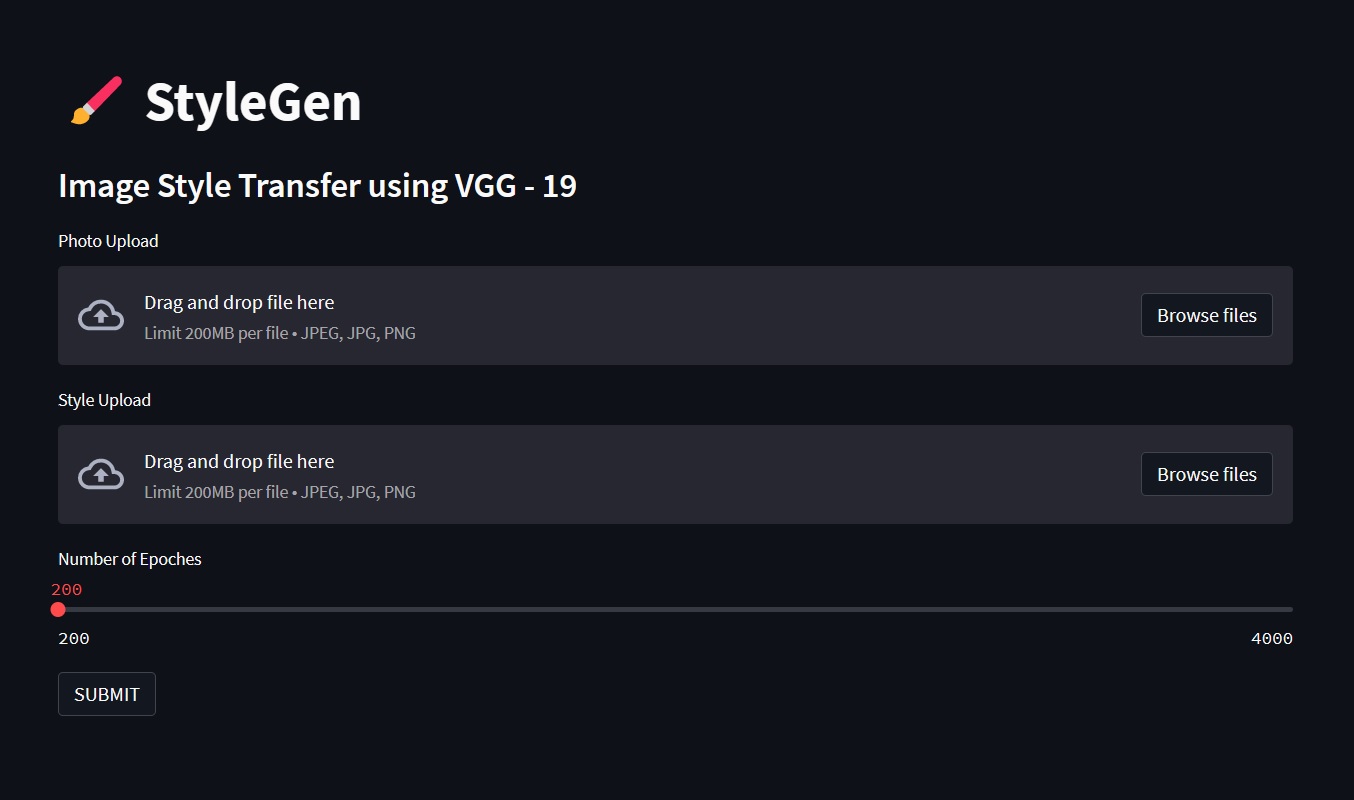 StyleGen
Image Style Transfer using VGG - 19
Photo Upload
Drag and drop file here
Limit 200MB per file • JPEG, JPG, PNG
Browse files
Style Upload
Drag and drop file here
Limit 200MB per file • JPEG, JPG, PNG
Browse files
Number of Epoches
200
200 4000
SUBMIT